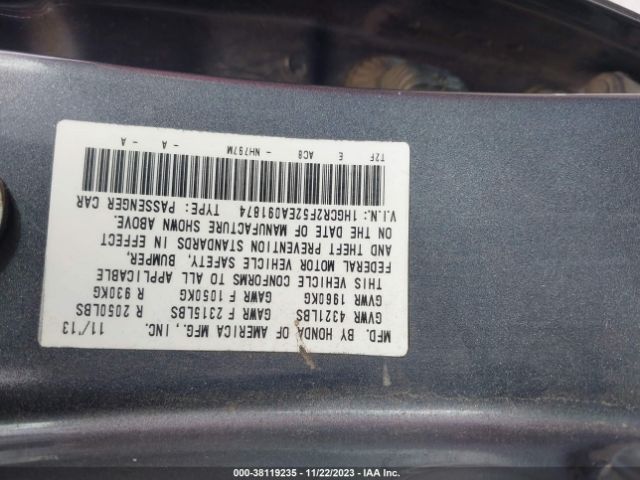 MFD. BY HONDA OF AMERICA MFG., INC. 11/13
GVWR 4321LBS GAWR F 2315LBS R 2050LBS
GVWR 1960KG GAWR F 1050KG R 930KG
THIS VEHICLE CONFORMS TO ALL APPLICABLE
FEDERAL MOTOR VEHICLE SAFETY, BUMPER,
AND THEFT PREVENTION STANDARDS IN EFFECT
ON THE DATE OF MANUFACTURE SHOWN ABOVE.
V.I.N.: 1HGCR2F52EA091874 TYPE: PASSENGER CAR
T2F E AC8 - NH797M - A - A
000-38119235 - 11/22/2023 - IAA Inc.